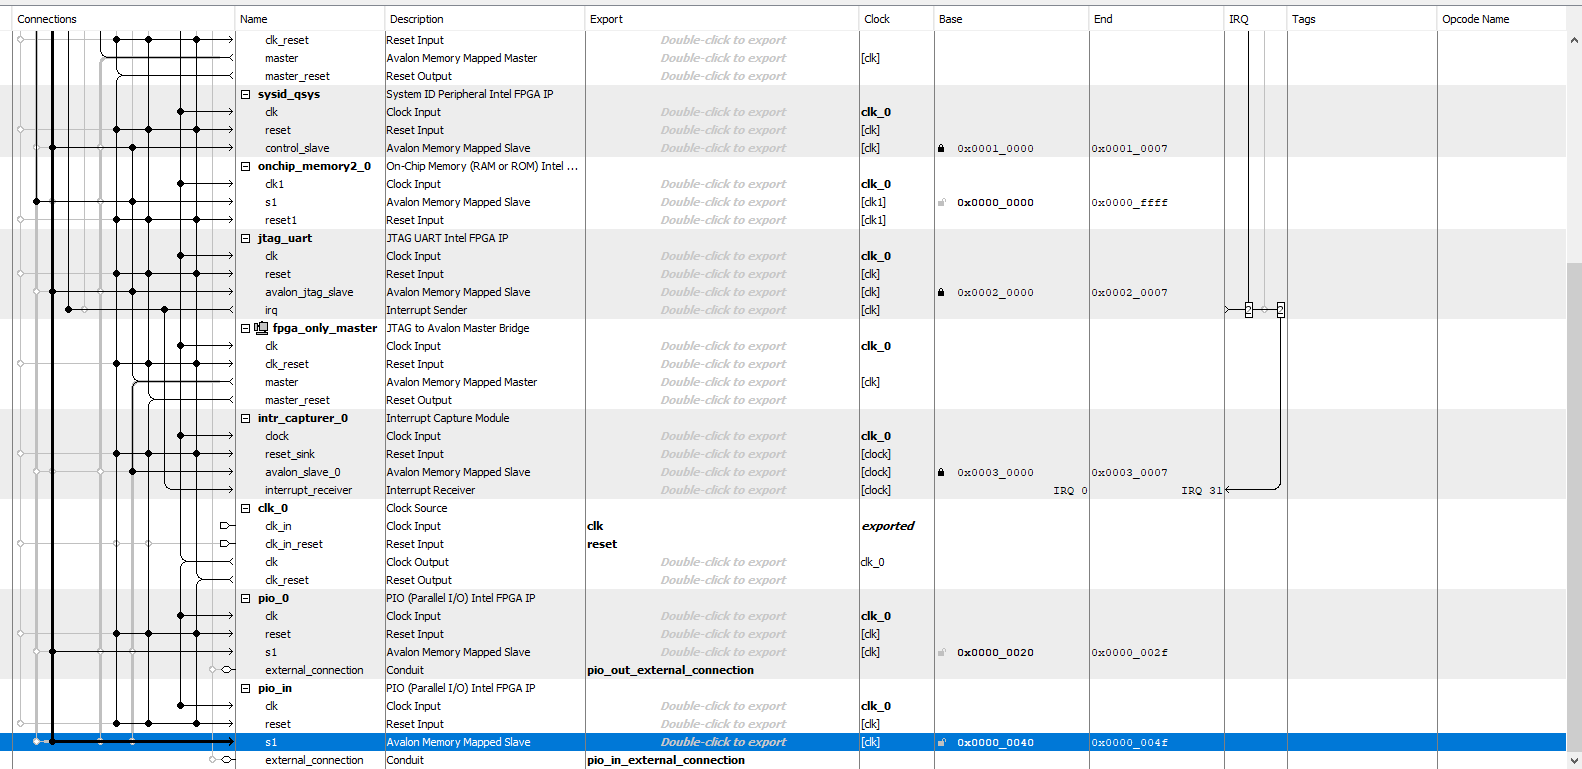 Connections Name Description Export Clock Base End IRQ Tags Opcode Name
clk_reset Reset Input Double-click to export
master Avalon Memory Mapped Master Double-click to export [clk]
master_reset Reset Output Double-click to export
sysid_qsys System ID Peripheral Intel FPGA IP
clk Clock Input Double-click to export clk_0
reset Reset Input Double-click to export [clk]
control_slave Avalon Memory Mapped Slave Double-click to export [clk] 0x0001_0000 0x0001_0007
onchip_memory2_0 On-Chip Memory (RAM or ROM) Intel ...
clk1 Clock Input Double-click to export clk_0
s1 Avalon Memory Mapped Slave Double-click to export [clk1] 0x0000_0000 0x0000_ffff
reset1 Reset Input Double-click to export [clk1]
jtag_uart JTAG UART Intel FPGA IP
clk Clock Input Double-click to export clk_0
reset Reset Input Double-click to export [clk]
avalon_jtag_slave Avalon Memory Mapped Slave Double-click to export [clk] 0x0002_0000 0x0002_0007
irq Interrupt Sender Double-click to export [clk] 2 2
fpga_only_master JTAG to Avalon Master Bridge
clk Clock Input Double-click to export clk_0
clk_reset Reset Input Double-click to export
master Avalon Memory Mapped Master Double-click to export [clk]
master_reset Reset Output Double-click to export
intr_capturer_0 Interrupt Capture Module
clock Clock Input Double-click to export clk_0
reset_sink Reset Input Double-click to export [clock]
avalon_slave_0 Avalon Memory Mapped Slave Double-click to export [clock] 0x0003_0000 0x0003_0007
interrupt_receiver Interrupt Receiver Double-click to export [clock] IRQ 0 IRQ 31
clk_0 Clock Source
clk_in Clock Input clk exported
clk_in_reset Reset Input reset
clk Clock Output Double-click to export clk_0
clk_reset Reset Output Double-click to export
pio_0 PIO (Parallel I/O) Intel FPGA IP
clk Clock Input Double-click to export clk_0
reset Reset Input Double-click to export [clk]
s1 Avalon Memory Mapped Slave Double-click to export [clk] 0x0000_0020 0x0000_002f
external_connection Conduit pio_out_external_connection
pio_in PIO (Parallel I/O) Intel FPGA IP
clk Clock Input Double-click to export clk_0
reset Reset Input Double-click to export [clk]
s1 Avalon Memory Mapped Slave Double-click to export [clk] 0x0000_0040 0x0000_004f
external_connection Conduit pio_in_external_connection